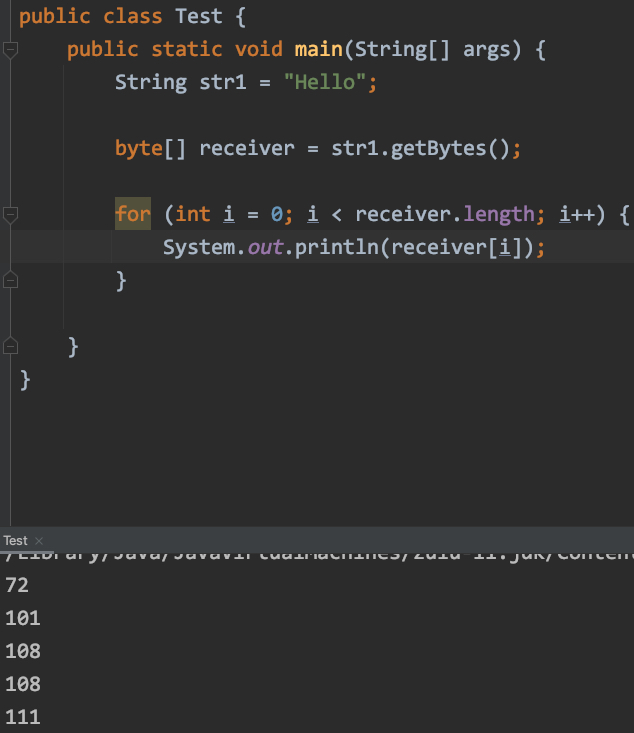 public class Test {
public static void main(String[] args) {
String str1 = "Hello";
byte[] receiver = str1.getBytes();
for (int i = 0; i < receiver.length; i++) {
System.out.println(receiver[i]);
}
}
}
Test ×
/Library/Java/JavaVirtualMachines/zulu-11.jdk/Conten
72
101
108
108
111